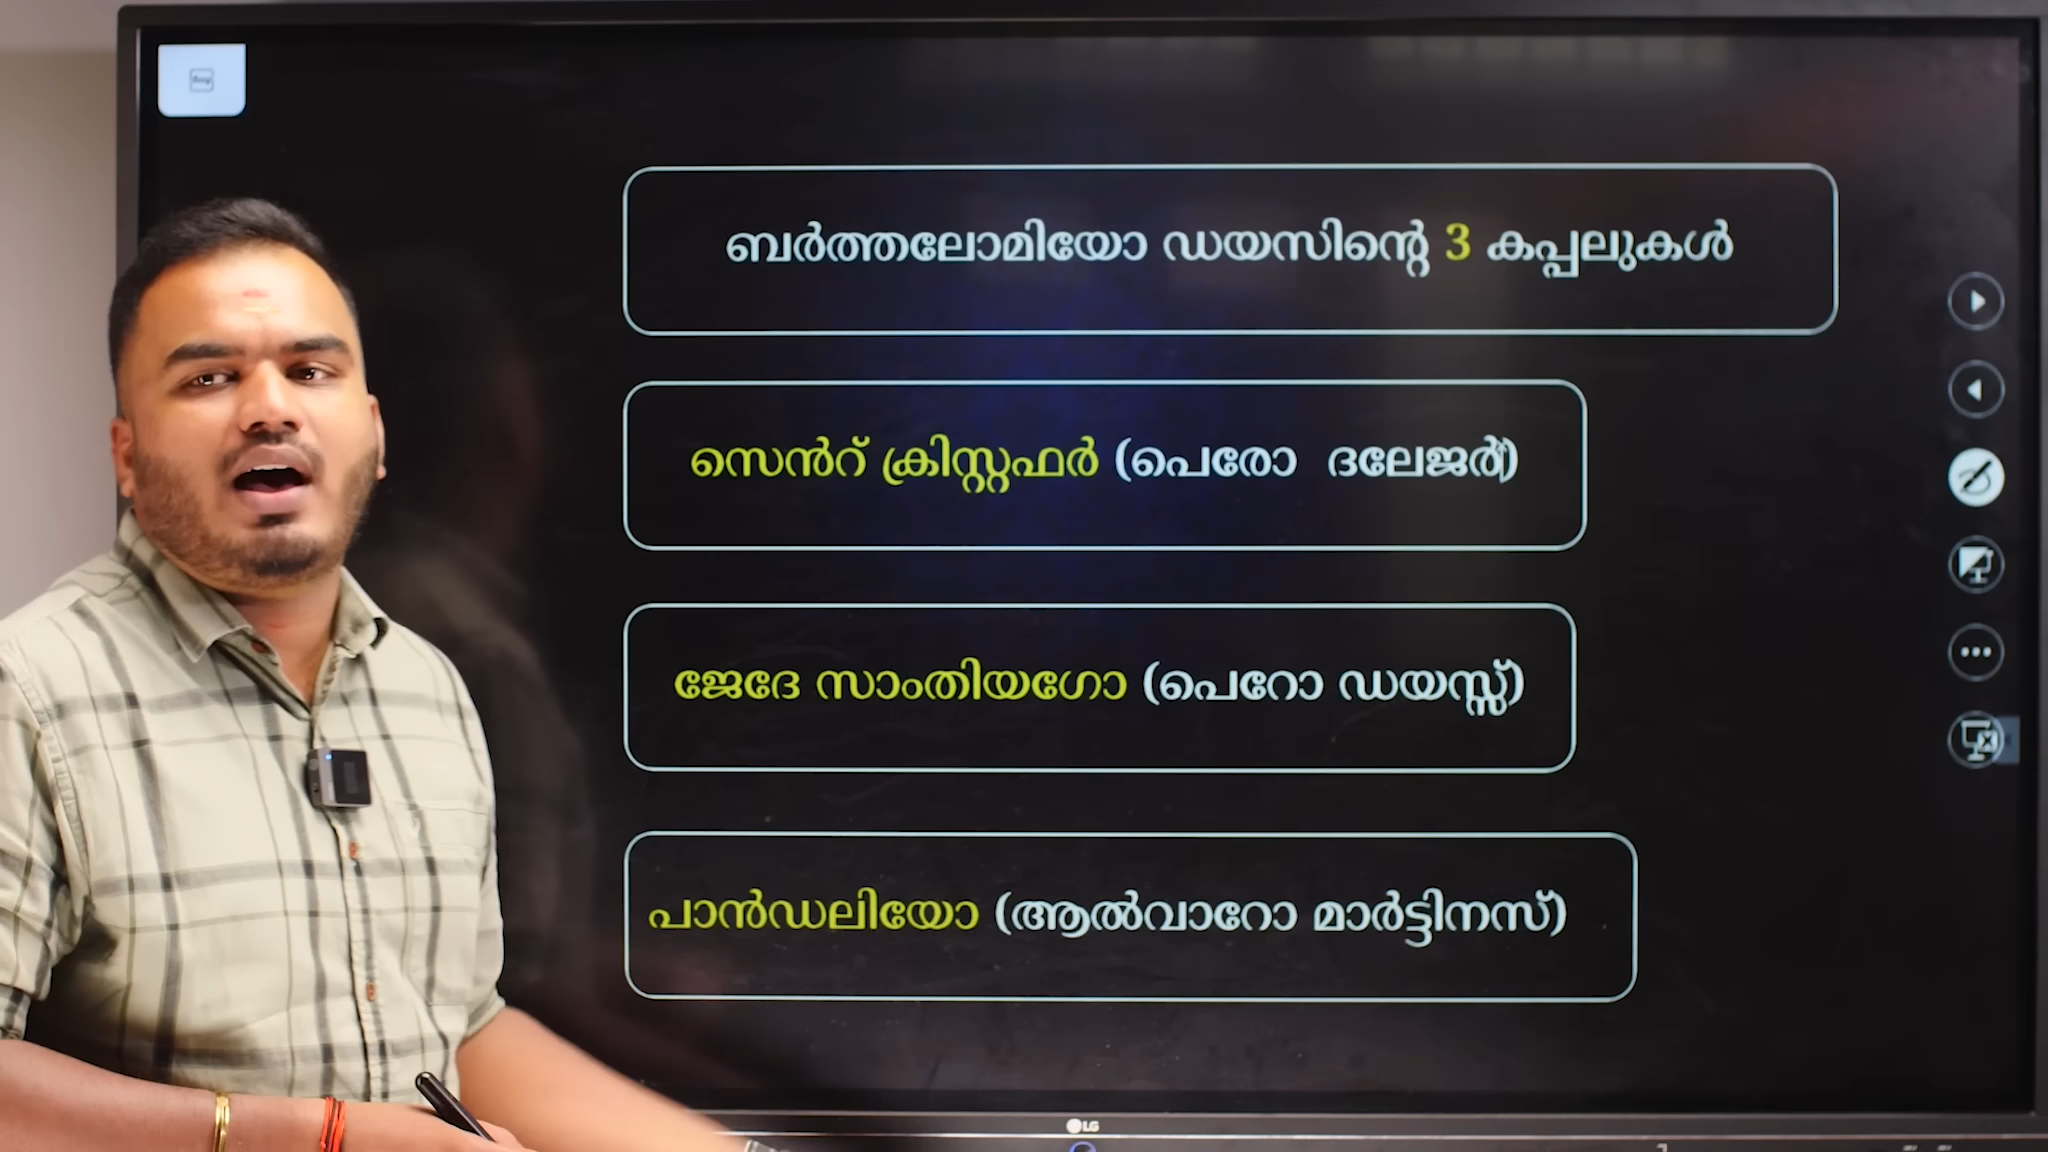 ബർത്തലോമിയോ ഡയസിന്റെ 3 കപ്പലുകൾ
സെൻറ് ക്രിസ്റ്റഫർ (പെരോ ദലേജർ)
ജേദേ സാംതിയഗോ (പെറോ ഡയസ്സ്)
പാൻഡലിയോ (ആൽവാറോ മാർട്ടിനസ്)
LG